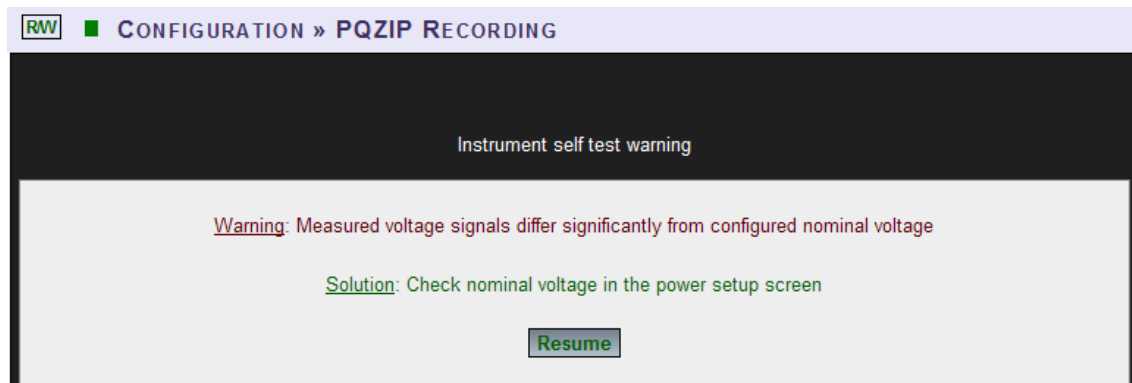 R/W CONFIGURATION » PQZIP RECORDING
Instrument self test warning
Warning: Measured voltage signals differ significantly from configured nominal voltage
Solution: Check nominal voltage in the power setup screen
Resume